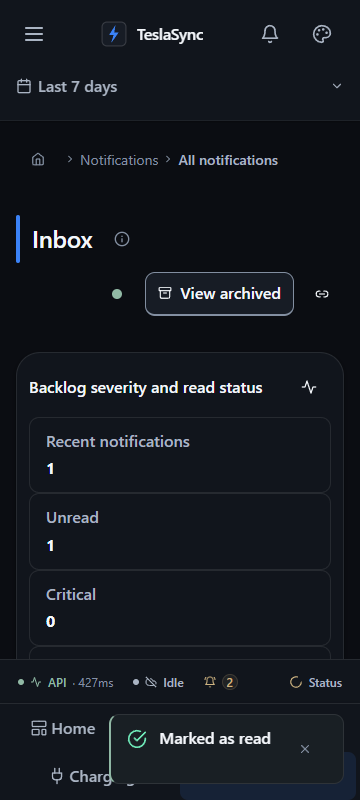 TeslaSync
Last 7 days
Notifications
All notifications
Inbox
View archived
Backlog severity and read status
Recent notifications
1
Unread
1
Critical
0
API · 427ms
Idle
2
Status
Home
Marked as read